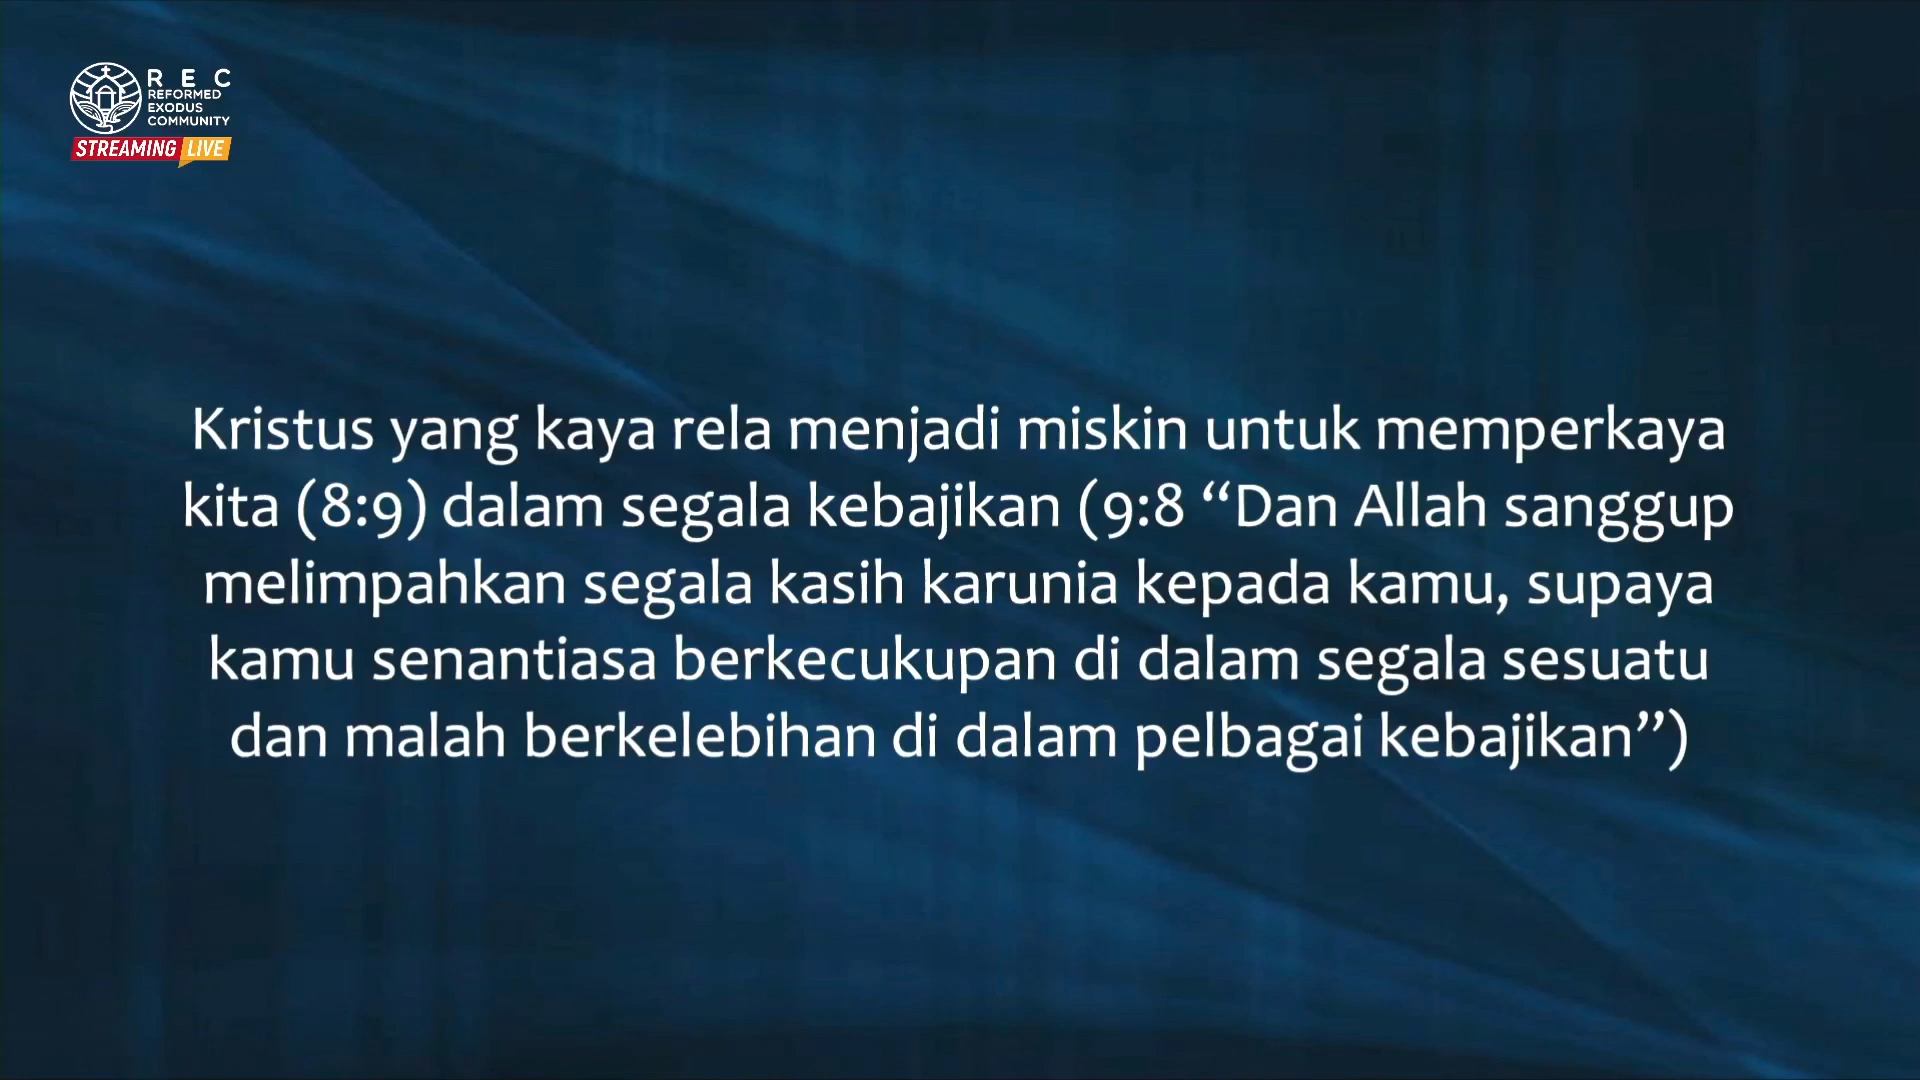 REC
REFORMED
EXODUS
COMMUNITY
STREAMING LIVE
Kristus yang kaya rela menjadi miskin untuk memperkaya
kita (8:9) dalam segala kebajikan (9:8 “Dan Allah sanggup
melimpahkan segala kasih karunia kepada kamu, supaya
kamu senantiasa berkecukupan di dalam segala sesuatu
dan malah berkelebihan di dalam pelbagai kebajikan”)